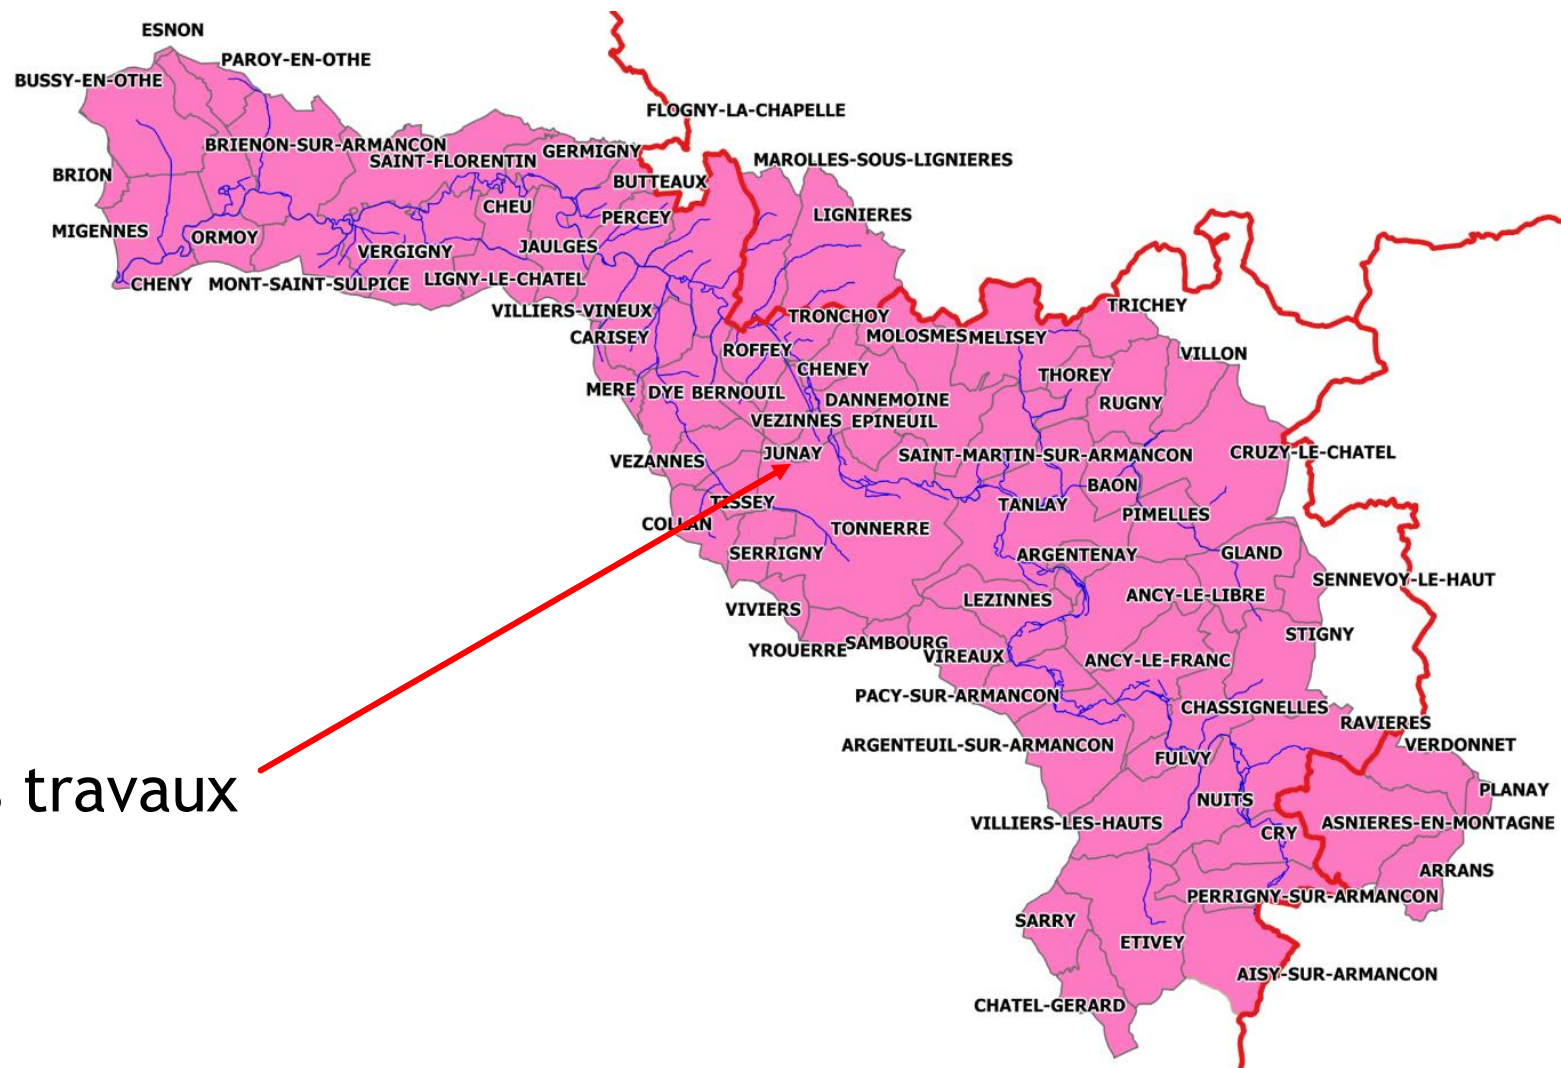 ESNON
PAROY-EN-OTHE
BUSSY-EN-OTHE
FLOGNY-LA-CHAPELLE
BRIENON-SUR-ARMANCON
GERMIGNY
SAINT-FLORENTIN
MAROLLES-SOUS-LIGNIERES
BRION
BUTTEAUX
CHEU
PERCEY
LIGNIERES
MIGENNES
ORMOY
JAULGES
VERGIGNY
CHENY
MONT-SAINT-SULPICE
LIGNY-LE-CHATEL
VILLIERS-VINEUX
TRONCHOY
TRICHEY
CARISEY
MOLOSMES
MELISEY
ROFFEY
VILLON
CHENEY
THOREY
MERE
DYE
BERNOUIL
DANNEMOINE
RUGNY
VEZINNES
EPINEUIL
JUNAY
SAINT-MARTIN-SUR-ARMANCON
CRUZY-LE-CHATEL
VEZANNES
BAON
TISSEY
TANLAY
PIMELLES
COLLAN
TONNERRE
SERRIGNY
ARGENTENAY
GLAND
SENNEVOY-LE-HAUT
LEZINNES
ANCY-LE-LIBRE
VIVIERS
STIGNY
YROUERRE
SAMBOURG
VIREAUX
ANCY-LE-FRANC
PACY-SUR-ARMANCON
CHASSIGNELLES
RAVIERES
ARGENTEUIL-SUR-ARMANCON
VERDONNET
FULVY
travaux
PLANAY
NUITS
VILLIERS-LES-HAUTS
CRY
ASNIERES-EN-MONTAGNE
ARRANS
PERRIGNY-SUR-ARMANCON
SARRY
ETIVEY
AISY-SUR-ARMANCON
CHATEL-GERARD